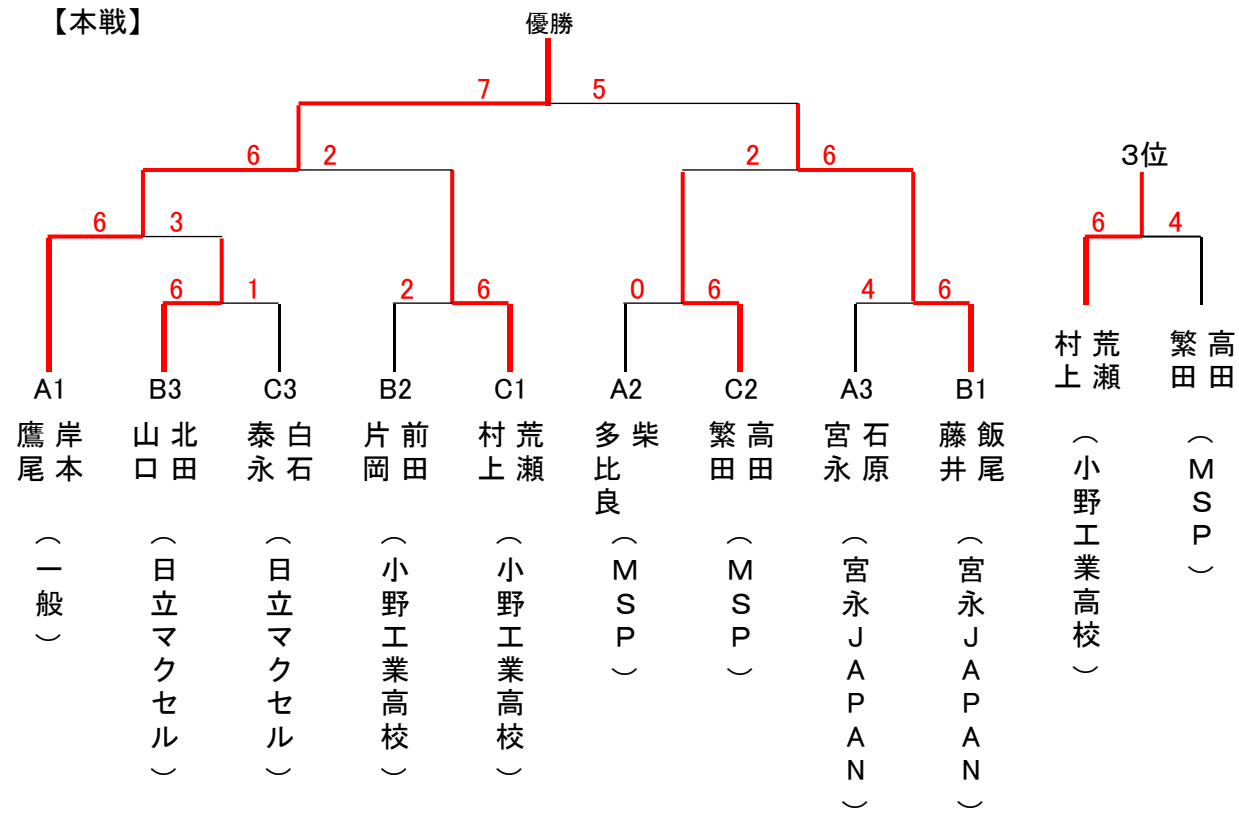 【本戦】
優勝
7 5
6 2
2 6
3位
6 3
6 4
6 1
2 6
0 6
4 6
A1
B3
C3
B2
C1
A2
C2
A3
B1
岸本
鷹尾
（一般）
北田
山口
（日立マクセル）
白石
泰永
（日立マクセル）
前田
片岡
（小野工業高校）
荒瀬
村上
（小野工業高校）
柴
多比良
（MSP）
高田
繁田
（MSP）
石原
宮永
（宮永JAPAN）
飯尾
藤井
（宮永JAPAN）
荒瀬
村上
（小野工業高校）
高田
繁田
（MSP）